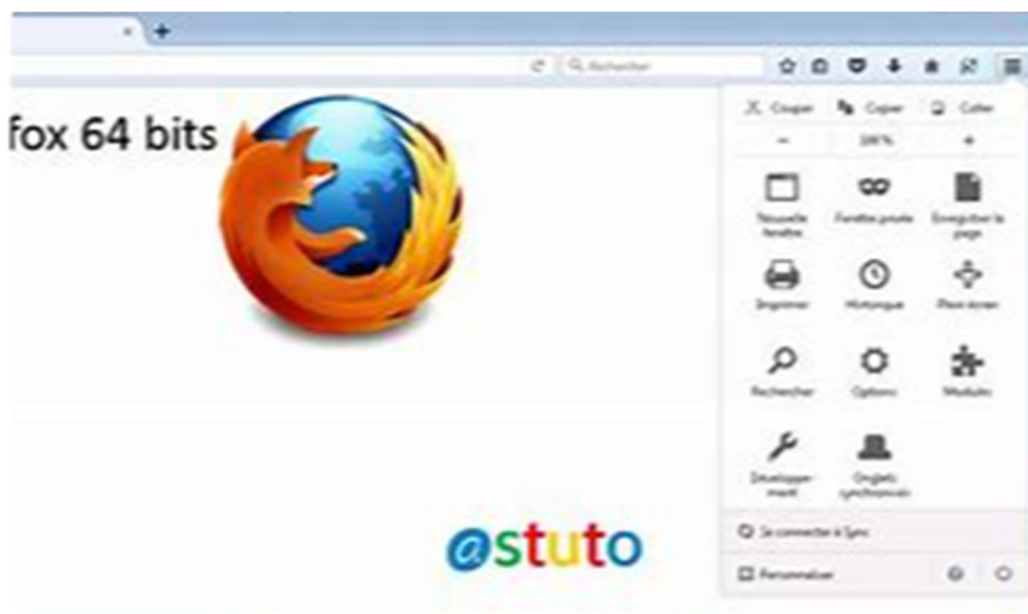 Rechercher
fox 64 bits
Couper Copier Coller
100%
Nouvelle fenêtre
Fenêtre privée
Enregistrer la page
Imprimer
Historique
Plein écran
Rechercher
Options
Modules
Développement
Onglets synchronisés
Se connecter à Sync
Personnaliser
@stuto